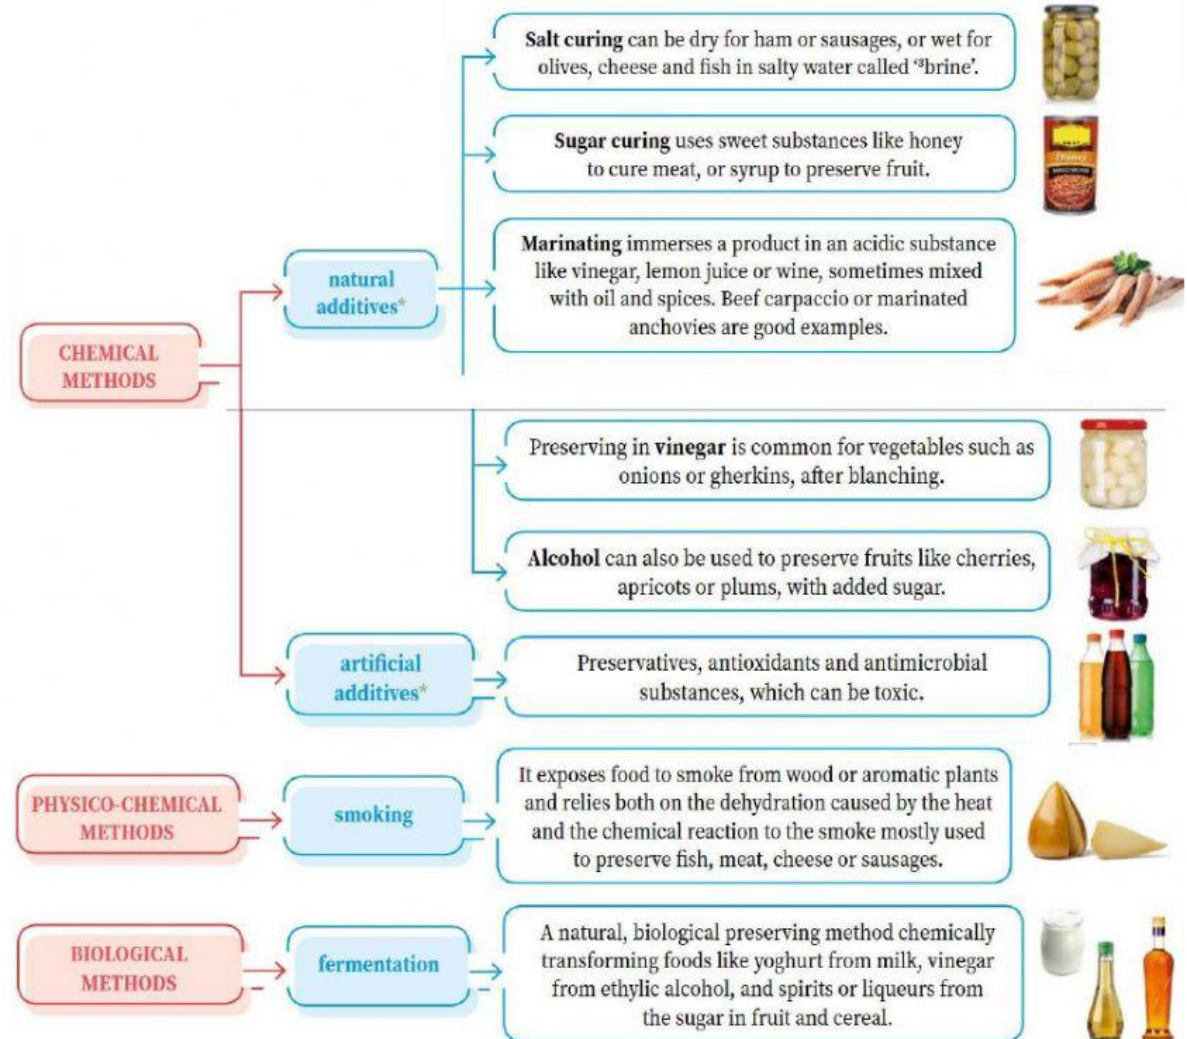 Salt curing can be dry for ham or sausages, or wet for
olives, cheese and fish in salty water called ‘³brine’.
Sugar curing uses sweet substances like honey
to cure meat, or syrup to preserve fruit.
Marinating immerses a product in an acidic substance
like vinegar, lemon juice or wine, sometimes mixed
with oil and spices. Beef carpaccio or marinated
anchovies are good examples.
natural
additives*
CHEMICAL
METHODS
Preserving in vinegar is common for vegetables such as
onions or gherkins, after blanching.
Alcohol can also be used to preserve fruits like cherries,
apricots or plums, with added sugar.
artificial
additives*
Preservatives, antioxidants and antimicrobial
substances, which can be toxic.
PHYSICO-CHEMICAL
METHODS
smoking
It exposes food to smoke from wood or aromatic plants
and relies both on the dehydration caused by the heat
and the chemical reaction to the smoke mostly used
to preserve fish, meat, cheese or sausages.
BIOLOGICAL
METHODS
fermentation
A natural, biological preserving method chemically
transforming foods like yoghurt from milk, vinegar
from ethylic alcohol, and spirits or liqueurs from
the sugar in fruit and cereal.